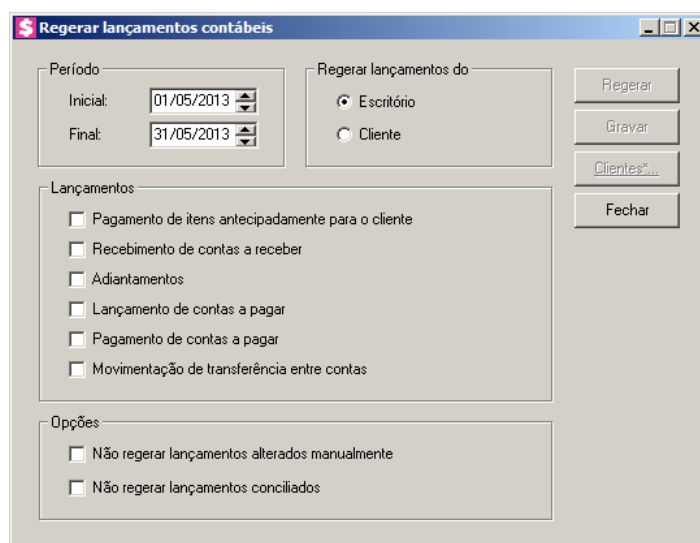 Regerar lançamentos contábeis
Período
Inicial: 01/05/2013
Final: 31/05/2013
Regerar lançamentos do
Escritório
Cliente
Regerar
Gravar
Clientes*...
Fechar
Lançamentos
Pagamento de itens antecipadamente para o cliente
Recebimento de contas a receber
Adiantamentos
Lançamento de contas a pagar
Pagamento de contas a pagar
Movimentação de transferência entre contas
Opções
Não regerar lançamentos alterados manualmente
Não regerar lançamentos conciliados